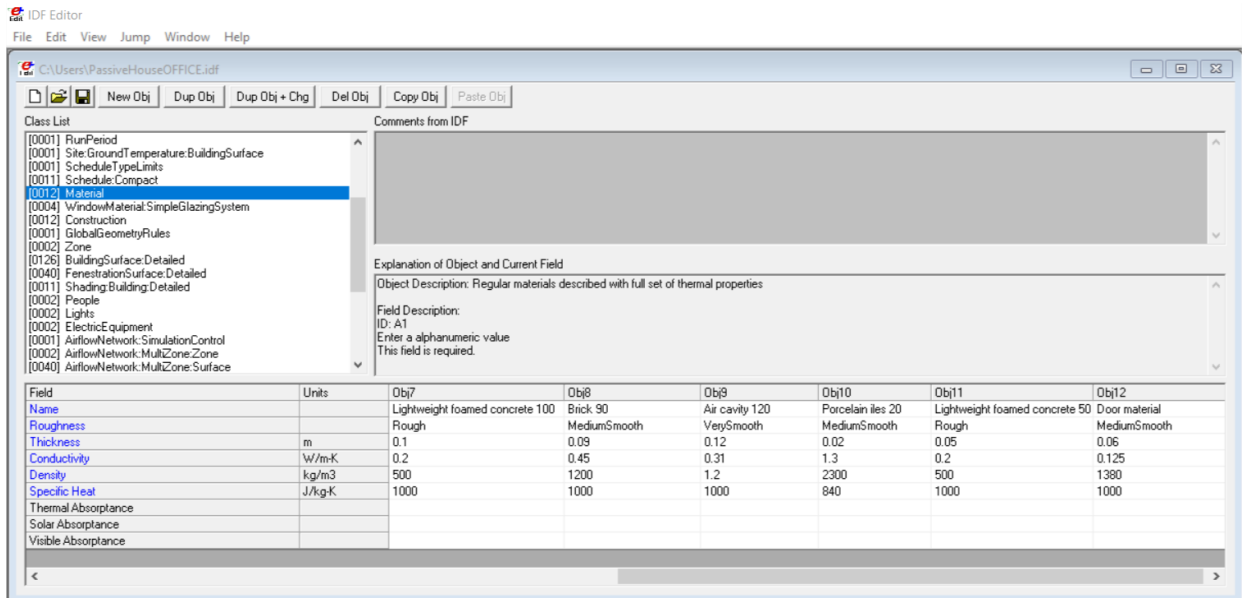 IDF Editor
File Edit View Jump Window Help
C:\Users\PassiveHouseOFFICE.idf
New Obj Dup Obj Dup Obj + Chg Del Obj Copy Obj Paste Obj
Class List Comments from IDF
[0001] RunPeriod
[0001] Site:GroundTemperature:BuildingSurface
[0001] ScheduleTypeLimits
[0011] Schedule:Compact
[0012] Material
[0004] WindowMaterial:SimpleGlazingSystem
[0012] Construction
[0001] GlobalGeometryRules
[0002] Zone
[0126] BuildingSurface:Detailed
[0040] FenestrationSurface:Detailed
[0011] Shading:Building:Detailed
[0002] People
[0002] Lights
[0002] ElectricEquipment
[0001] AirflowNetwork:SimulationControl
[0002] AirflowNetwork:MultiZone:Zone
[0040] AirflowNetwork:MultiZone:Surface
Explanation of Object and Current Field
Object Description: Regular materials described with full set of thermal properties
Field Description:
ID: A1
Enter a alphanumeric value
This field is required.
Field Units Obj7 Obj8 Obj9 Obj10 Obj11 Obj12
Name Lightweight foamed concrete 100 Brick 90 Air cavity 120 Porcelain iles 20 Lightweight foamed concrete 50 Door material
Roughness Rough MediumSmooth VerySmooth MediumSmooth Rough MediumSmooth
Thickness m 0.1 0.09 0.12 0.02 0.05 0.06
Conductivity W/m-K 0.2 0.45 0.31 1.3 0.2 0.125
Density kg/m3 500 1200 1.2 2300 500 1380
Specific Heat J/kg-K 1000 1000 1000 840 1000 1000
Thermal Absorptance
Solar Absorptance
Visible Absorptance